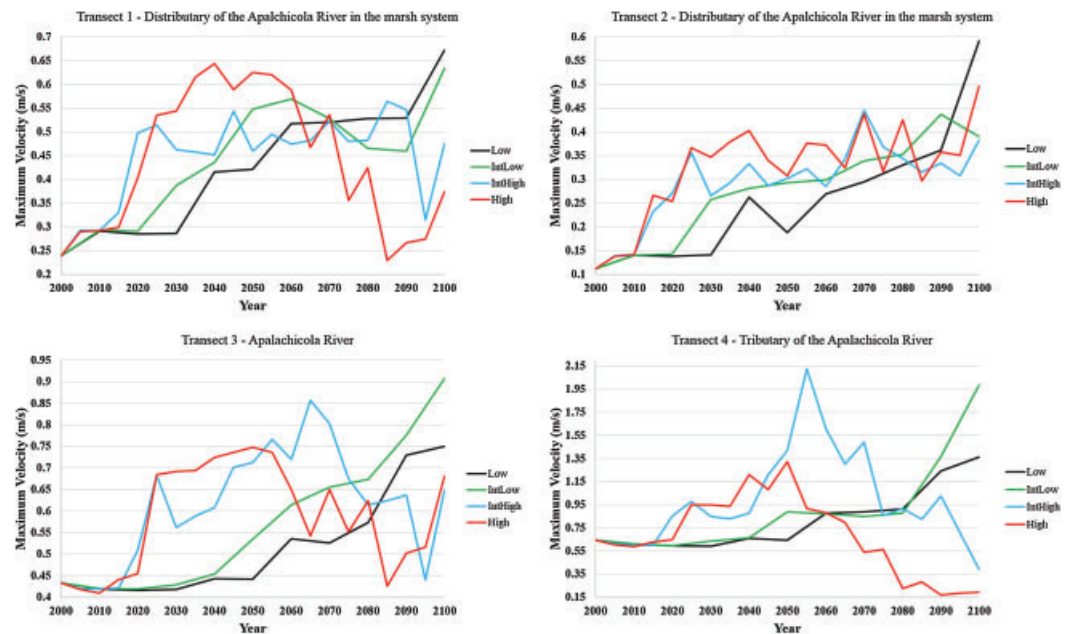 Transect 1 - Distributary of the Apalchicola River in the marsh system
Maximum Velocity (m/s)
0.7
0.65
0.6
0.55
0.5
0.45
0.4
0.35
0.3
0.25
0.2
2000 2010 2020 2030 2040 2050 2060 2070 2080 2090 2100
Year
Low
IntLow
IntHigh
High
Transect 2 - Distributary of the Apalchicola River in the marsh system
Maximum Velocity (m/s)
0.6
0.55
0.5
0.45
0.4
0.35
0.3
0.25
0.2
0.15
0.1
2000 2010 2020 2030 2040 2050 2060 2070 2080 2090 2100
Year
Low
IntLow
IntHigh
High
Transect 3 - Apalachicola River
Maximum Velocity (m/s)
0.95
0.9
0.85
0.8
0.75
0.7
0.65
0.6
0.55
0.5
0.45
0.4
2000 2010 2020 2030 2040 2050 2060 2070 2080 2090 2100
Year
Low
IntLow
IntHigh
High
Transect 4 - Tributary of the Apalachicola River
Maximum Velocity (m/s)
2.15
1.95
1.75
1.55
1.35
1.15
0.95
0.75
0.55
0.35
0.15
2000 2010 2020 2030 2040 2050 2060 2070 2080 2090 2100
Year
Low
IntLow
IntHigh
High